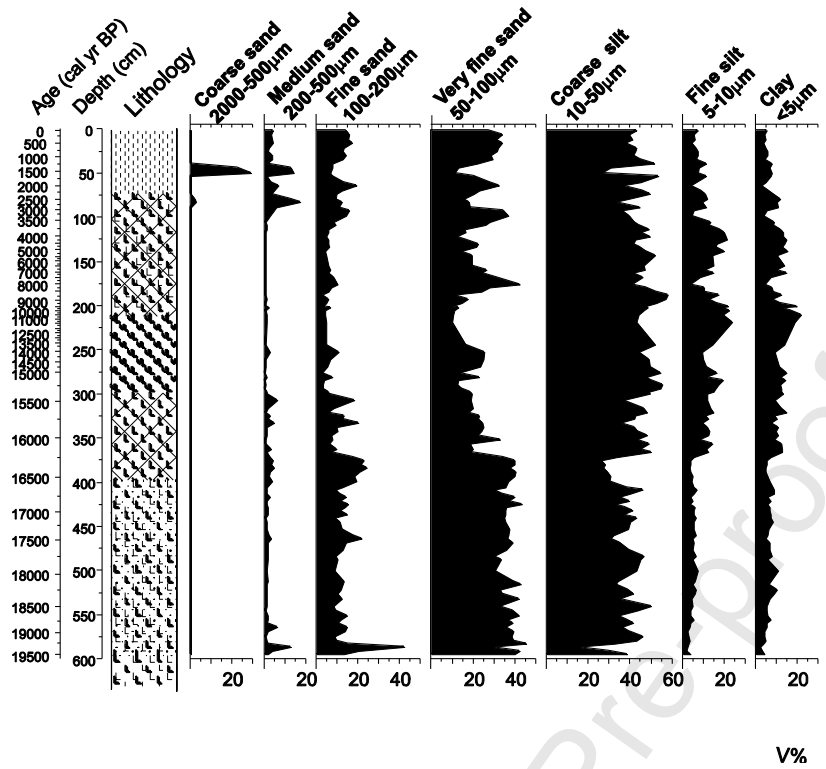 Age (cal yr BP)
Depth (cm)
Lithology
Coarse sand
2000-500μm
Medium sand
200-500μm
Fine sand
100-200μm
Very fine sand
50-100μm
Coarse silt
10-50μm
Fine silt
5-10μm
Clay
<5μm
0
500
1000
1500
2000
2500
3000
3500
4000
5000
6000
7000
8000
9000
10000
11000
12500
13500
14000
14500
15000
15500
16000
16500
17000
17500
18000
18500
19000
19500
0
50
100
150
200
250
300
350
400
450
500
550
600
20
20
20 40
20 40
20 40 60
20
20
V%
Pre-proof